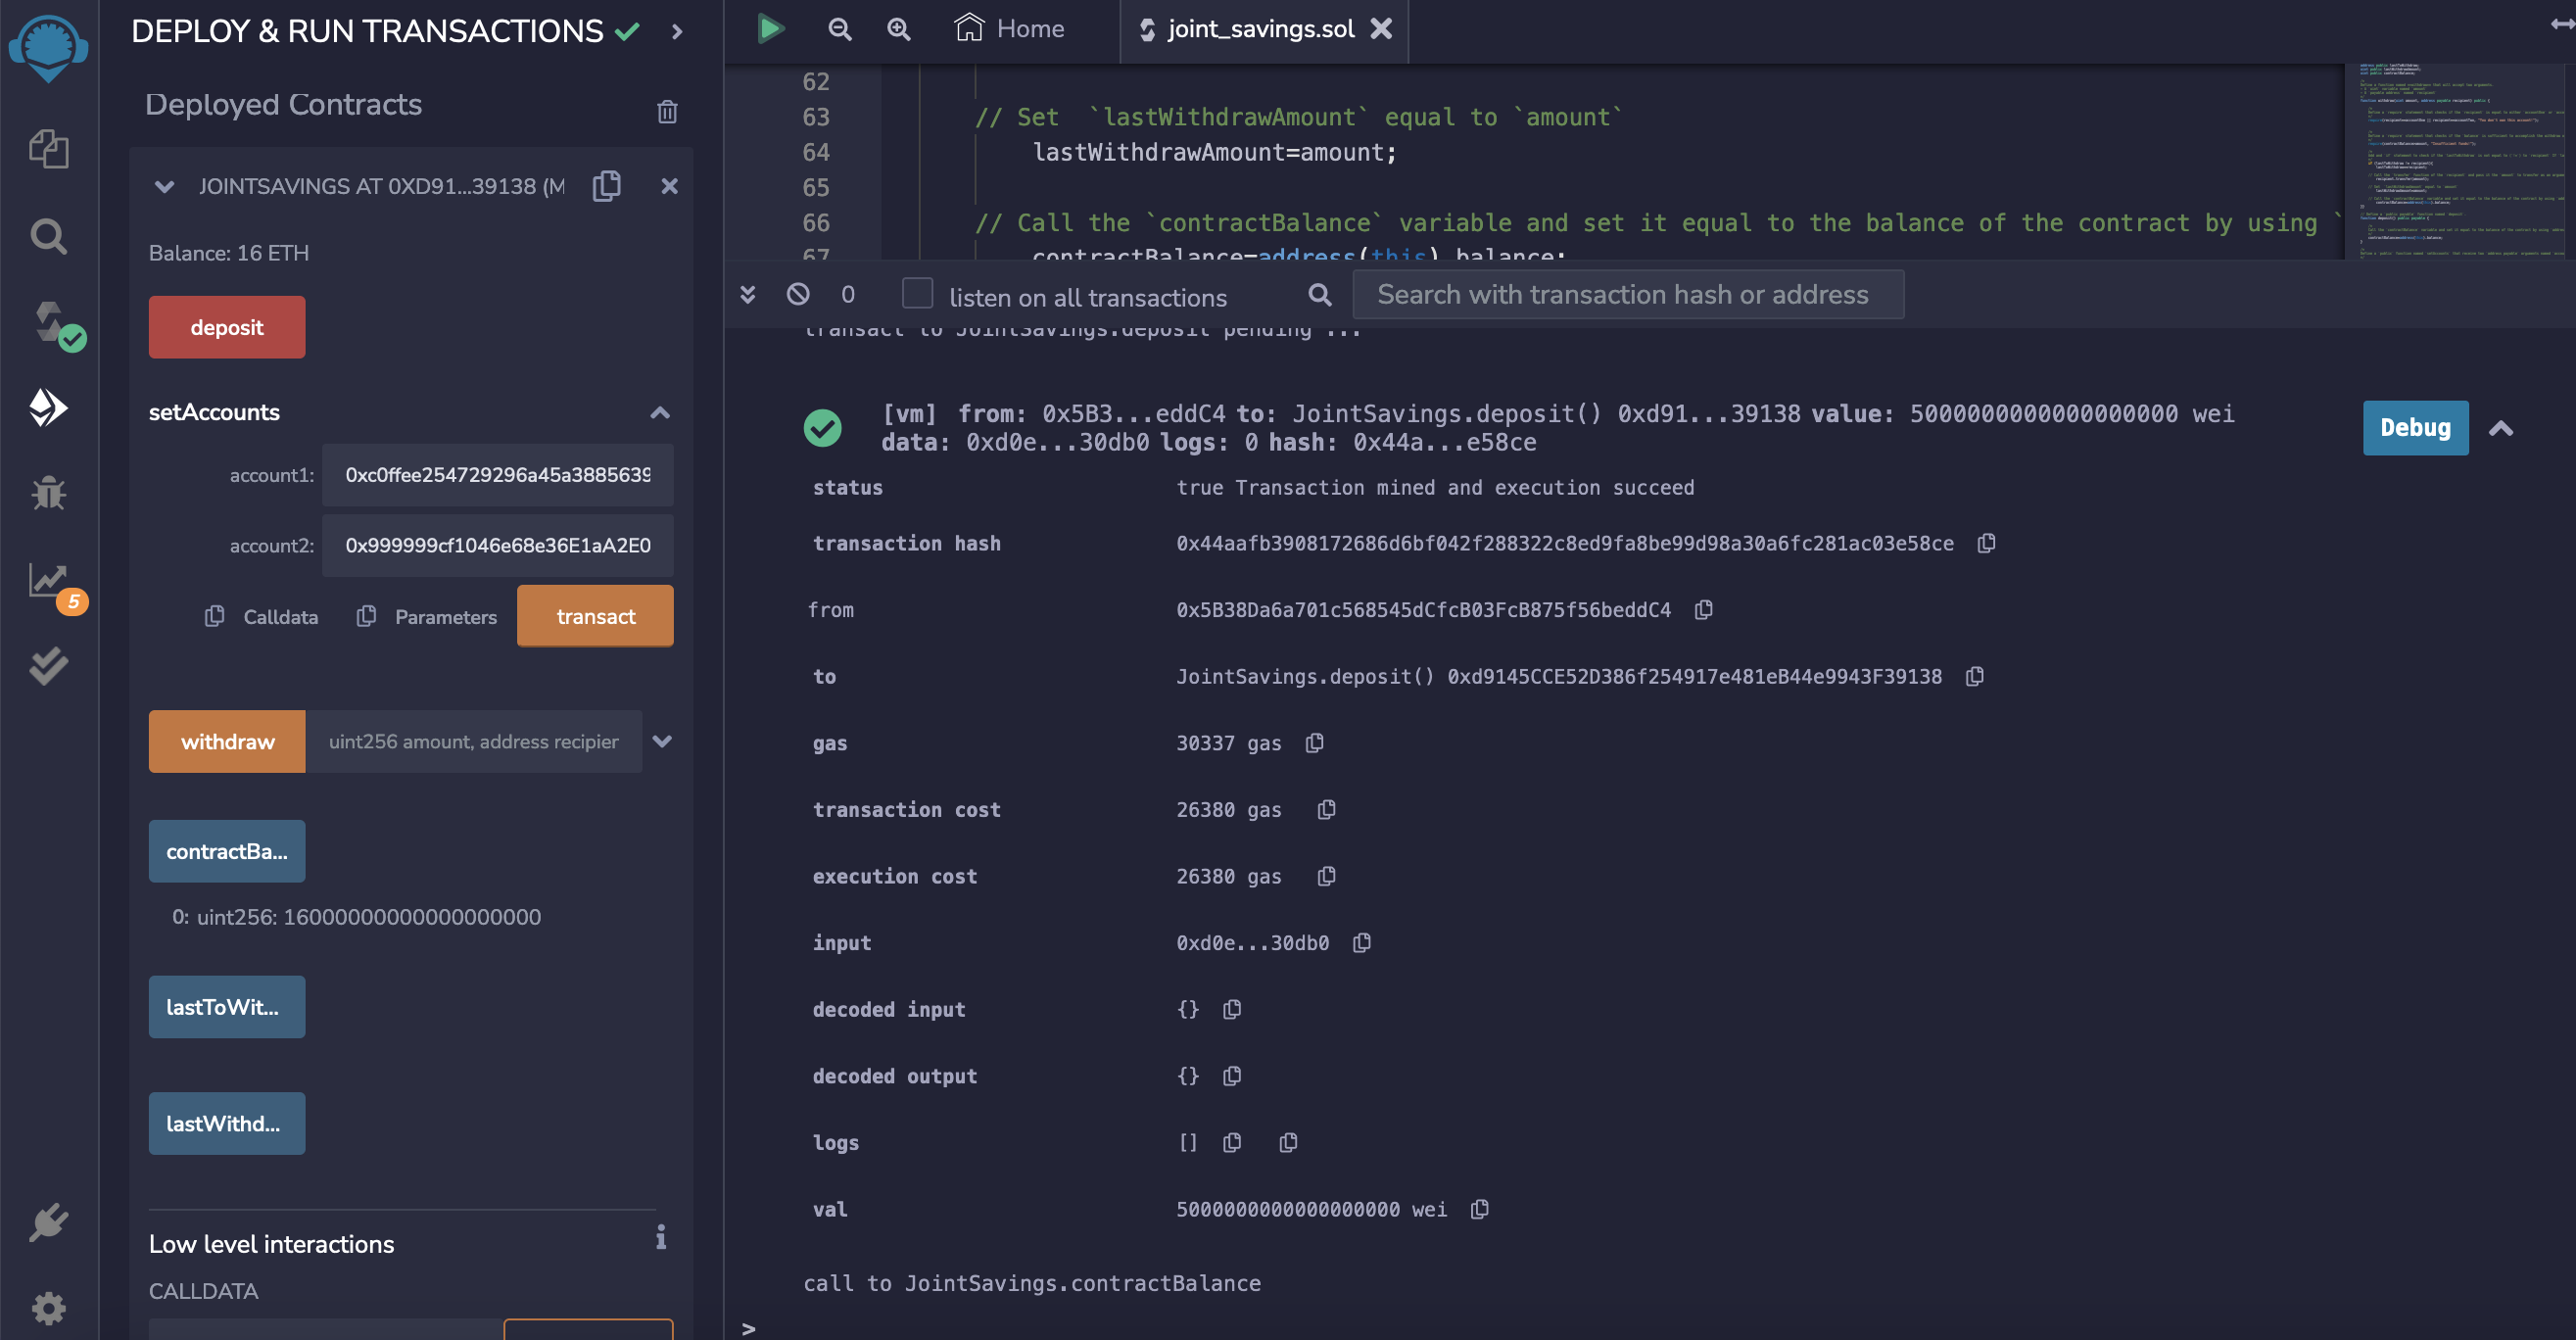 DEPLOY & RUN TRANSACTIONS
Deployed Contracts
JOINTSAVINGS AT 0XD91...39138 (M
Balance: 16 ETH
deposit
setAccounts
account1: 0xc0ffee254729296a45a3885639
account2: 0x999999cf1046e68e36E1aA2E0
Calldata Parameters transact
withdraw uint256 amount, address recipier
contractBa...
0: uint256: 16000000000000000000
lastToWit...
lastWithd...
Low level interactions
CALLDATA
5
Home joint_savings.sol
62
63 // Set `lastWithdrawAmount` equal to `amount`
64 lastWithdrawAmount=amount;
65
66 // Call the `contractBalance` variable and set it equal to the balance of the contract by using `
67 contractBalance=address(this).balance;
0 listen on all transactions Search with transaction hash or address
transact to JointSavings.deposit pending ...
[vm] from: 0x5B3...eddC4 to: JointSavings.deposit() 0xd91...39138 value: 5000000000000000000 wei
data: 0xd0e...30db0 logs: 0 hash: 0x44a...e58ce
Debug
status true Transaction mined and execution succeed
transaction hash 0x44aafb3908172686d6bf042f288322c8ed9fa8be99d98a30a6fc281ac03e58ce
from 0x5B38Da6a701c568545dCfcB03FcB875f56beddC4
to JointSavings.deposit() 0xd9145CCE52D386f254917e481eB44e9943F39138
gas 30337 gas
transaction cost 26380 gas
execution cost 26380 gas
input 0xd0e...30db0
decoded input {}
decoded output {}
logs []
val 5000000000000000000 wei
call to JointSavings.contractBalance
>